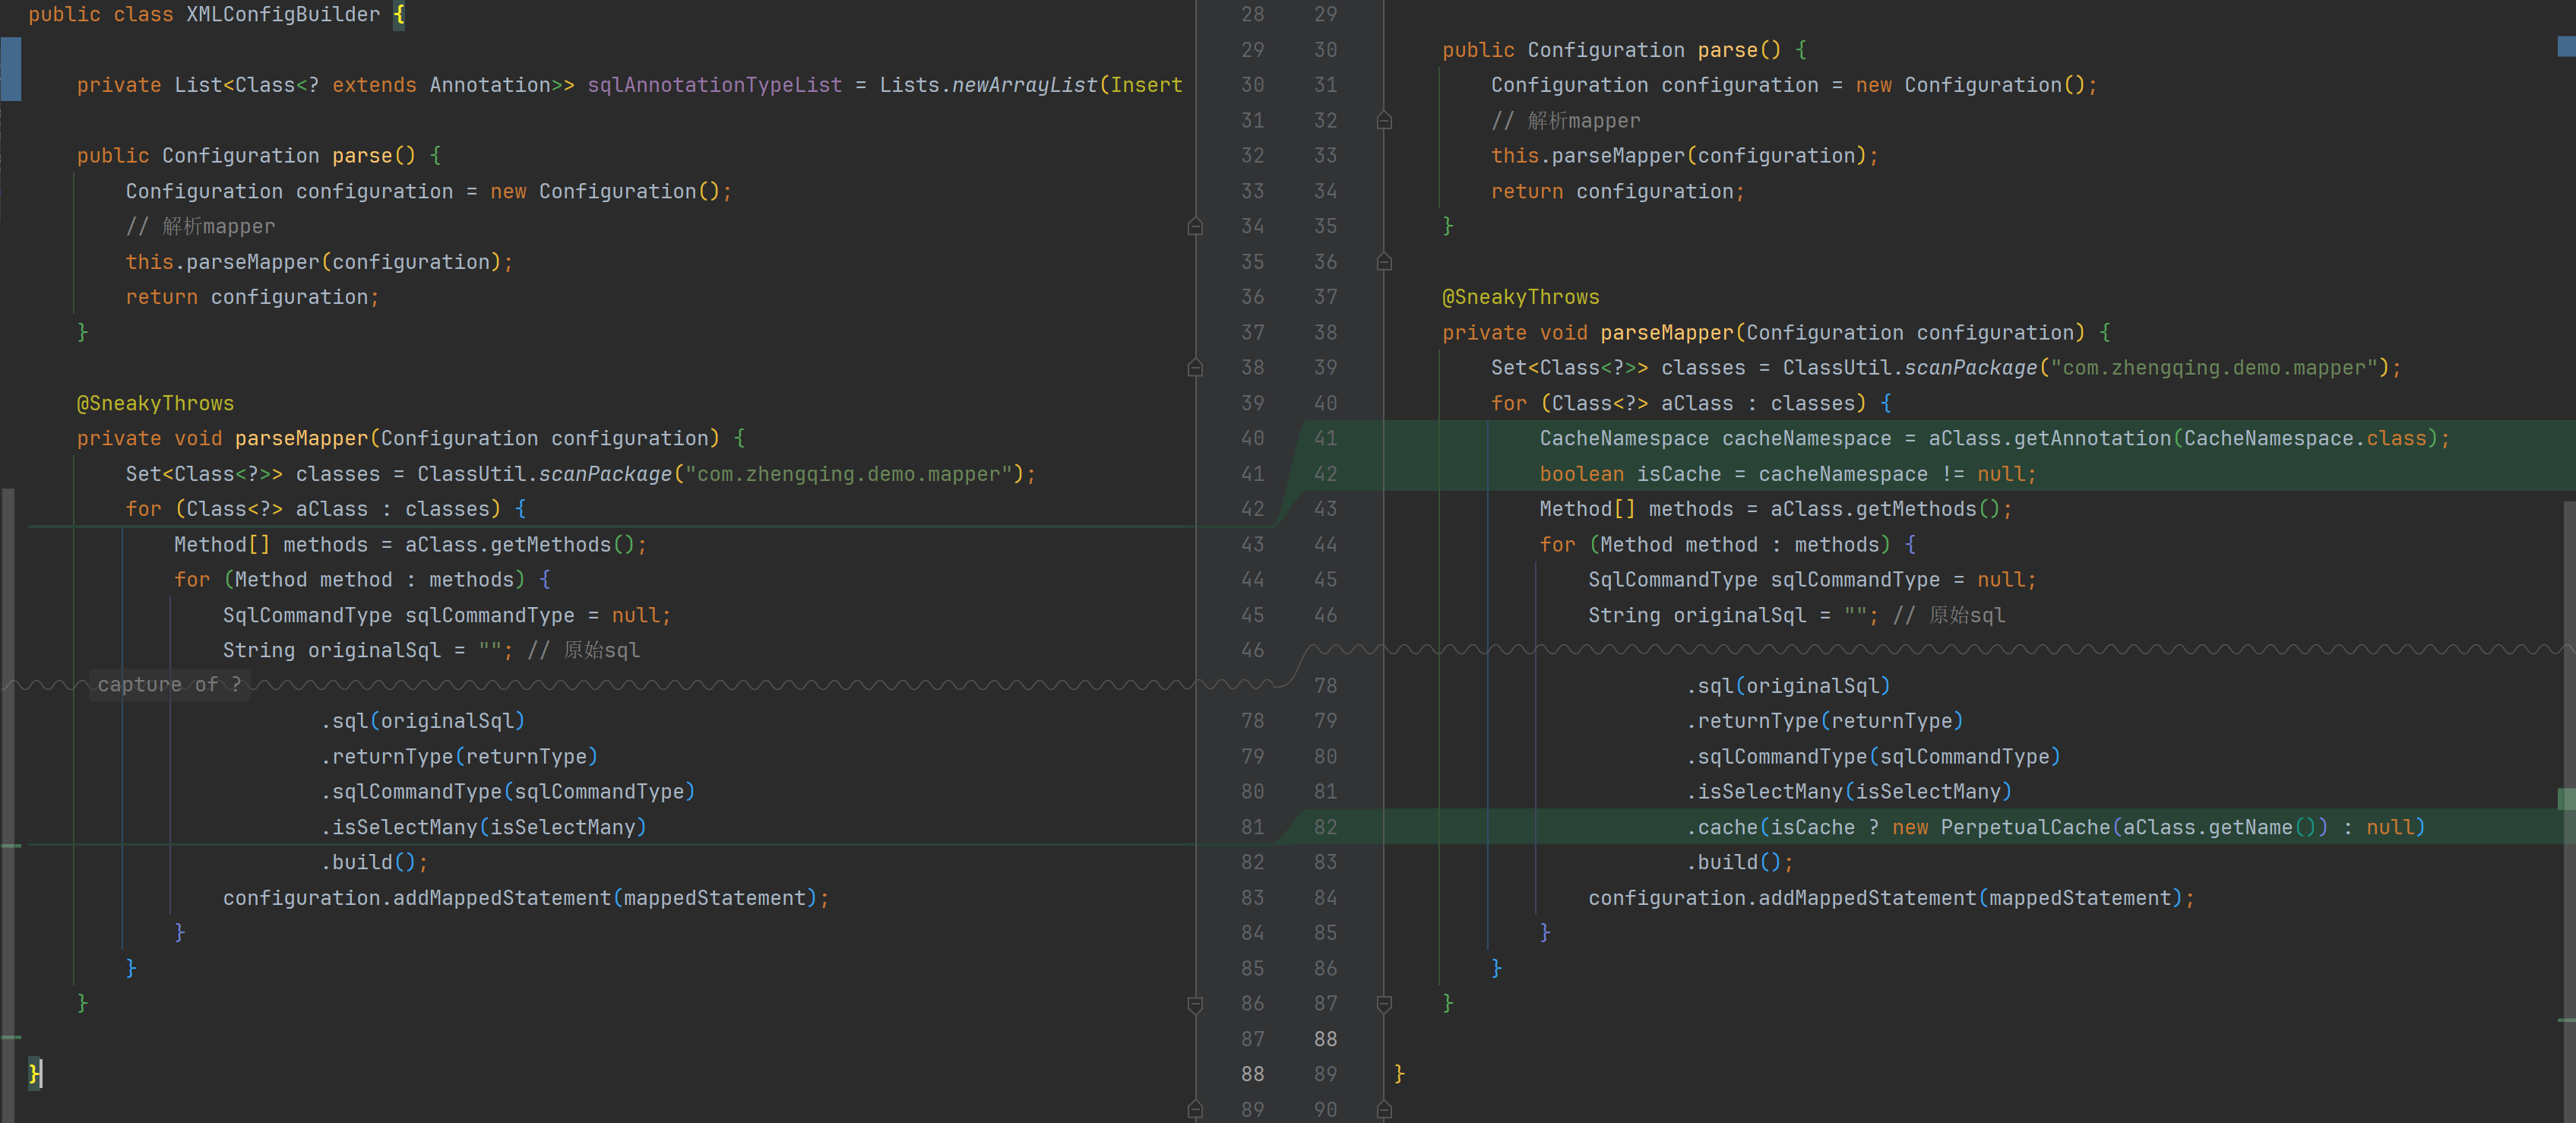 public class XMLConfigBuilder {
private List<Class<? extends Annotation>> sqlAnnotationTypeList = Lists.newArrayList(Insert
public Configuration parse() {
Configuration configuration = new Configuration();
// 解析mapper
this.parseMapper(configuration);
return configuration;
}
@SneakyThrows
private void parseMapper(Configuration configuration) {
Set<Class<?>> classes = ClassUtil.scanPackage("com.zhengqing.demo.mapper");
for (Class<?> aClass : classes) {
Method[] methods = aClass.getMethods();
for (Method method : methods) {
SqlCommandType sqlCommandType = null;
String originalSql = ""; // 原始sql
capture of ?
.sql(originalSql)
.returnType(returnType)
.sqlCommandType(sqlCommandType)
.isSelectMany(isSelectMany)
.build();
configuration.addMappedStatement(mappedStatement);
}
}
}
}
28 29
29 30
30 31
31 32
32 33
33 34
34 35
35 36
36 37
37 38
38 39
39 40
40 41
41 42
42 43
43 44
44 45
45 46
46
78
78 79
79 80
80 81
81 82
82 83
83 84
84 85
85 86
86 87
87 88
88 89
89 90
public Configuration parse() {
Configuration configuration = new Configuration();
// 解析mapper
this.parseMapper(configuration);
return configuration;
}
@SneakyThrows
private void parseMapper(Configuration configuration) {
Set<Class<?>> classes = ClassUtil.scanPackage("com.zhengqing.demo.mapper");
for (Class<?> aClass : classes) {
CacheNamespace cacheNamespace = aClass.getAnnotation(CacheNamespace.class);
boolean isCache = cacheNamespace != null;
Method[] methods = aClass.getMethods();
for (Method method : methods) {
SqlCommandType sqlCommandType = null;
String originalSql = ""; // 原始sql
.sql(originalSql)
.returnType(returnType)
.sqlCommandType(sqlCommandType)
.isSelectMany(isSelectMany)
.cache(isCache ? new PerpetualCache(aClass.getName()) : null)
.build();
configuration.addMappedStatement(mappedStatement);
}
}
}
}